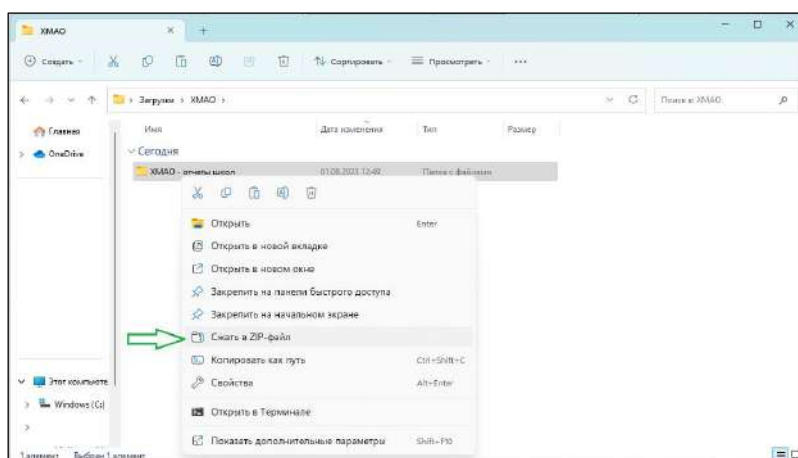 ХМАО
Создать
Сортировать
Просмотреть
Загрузки
ХМАО
Поиск в: ХМАО
Имя
Дата изменения
Тип
Размер
Главная
OneDrive
Сегодня
ХМАО - отчеты школ 01.08.2023 12:49 Папка с файлами
Открыть Enter
Открыть в новой вкладке
Открыть в новом окне
Закрепить на панели быстрого доступа
Закрепить на начальном экране
Сжать в ZIP-файл
Копировать как путь Ctrl+Shift+C
Свойства Alt+Enter
Открыть в Терминале
Показать дополнительные параметры Shift+F10
Этот компьюте
Windows (C:)
1 элемент Выбран 1 элемент